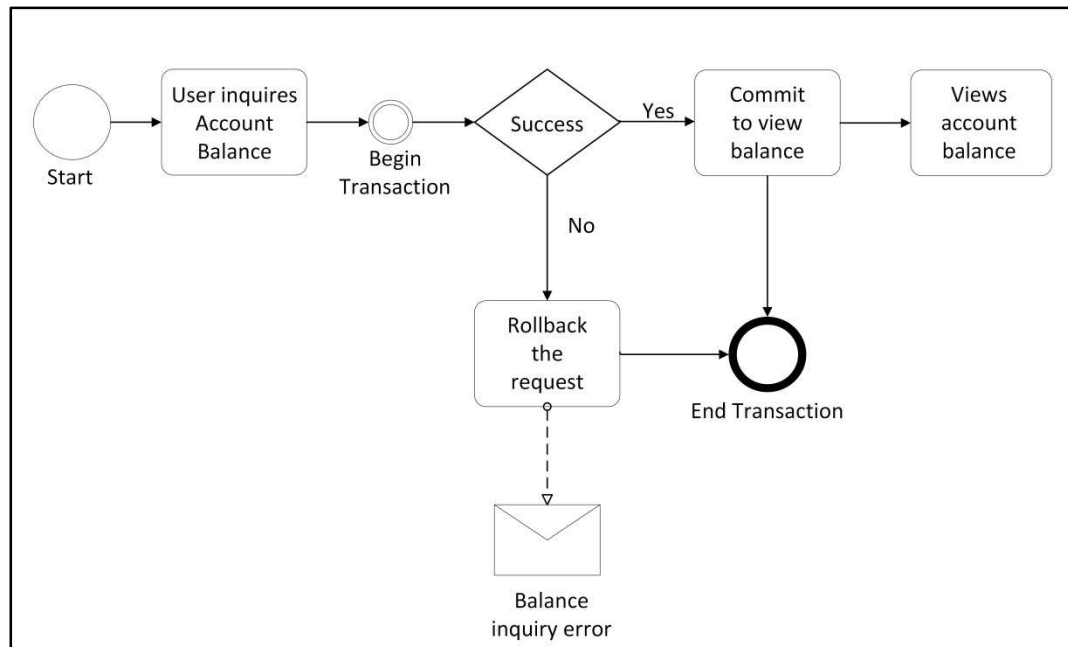 Start
User inquires
Account
Balance
Begin
Transaction
Success
Yes
Commit
to view
balance
Views
account
balance
No
Rollback
the
request
End Transaction
Balance
inquiry error